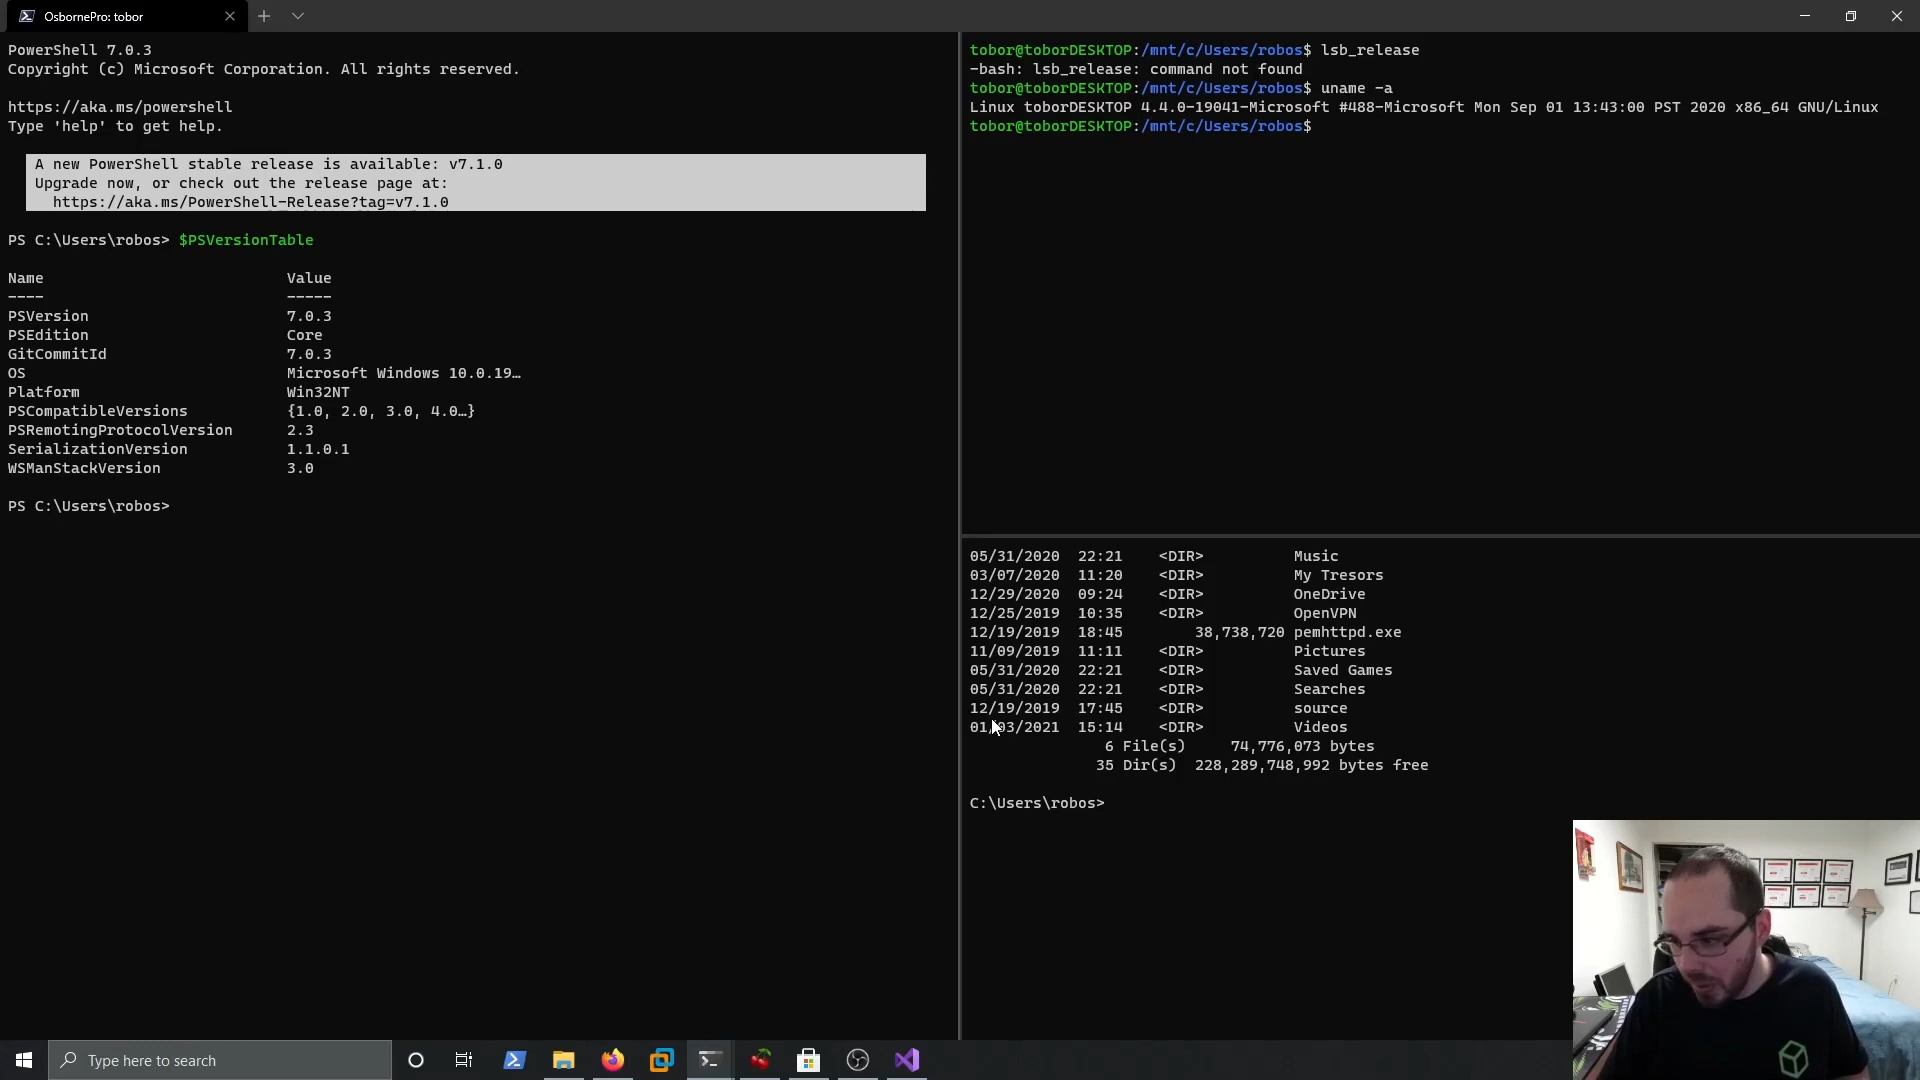 OsbornePro: tobor
PowerShell 7.0.3
Copyright (c) Microsoft Corporation. All rights reserved.
https://aka.ms/powershell
Type 'help' to get help.
A new PowerShell stable release is available: v7.1.0
Upgrade now, or check out the release page at:
https://aka.ms/PowerShell-Release?tag=v7.1.0
PS C:\Users\robos> $PSVersionTable
Name Value
---- -----
PSVersion 7.0.3
PSEdition Core
GitCommitId 7.0.3
OS Microsoft Windows 10.0.19…
Platform Win32NT
PSCompatibleVersions {1.0, 2.0, 3.0, 4.0…}
PSRemotingProtocolVersion 2.3
SerializationVersion 1.1.0.1
WSManStackVersion 3.0
PS C:\Users\robos>
tobor@toborDESKTOP:/mnt/c/Users/robos$ lsb_release
-bash: lsb_release: command not found
tobor@toborDESKTOP:/mnt/c/Users/robos$ uname -a
Linux toborDESKTOP 4.4.0-19041-Microsoft #488-Microsoft Mon Sep 01 13:43:00 PST 2020 x86_64 GNU/Linux
tobor@toborDESKTOP:/mnt/c/Users/robos$
05/31/2020 22:21 <DIR> Music
03/07/2020 11:20 <DIR> My Tresors
12/29/2020 09:24 <DIR> OneDrive
12/25/2019 10:35 <DIR> OpenVPN
12/19/2019 18:45 38,738,720 pemhttpd.exe
11/09/2019 11:11 <DIR> Pictures
05/31/2020 22:21 <DIR> Saved Games
05/31/2020 22:21 <DIR> Searches
12/19/2019 17:45 <DIR> source
01/03/2021 15:14 <DIR> Videos
6 File(s) 74,776,073 bytes
35 Dir(s) 228,289,748,992 bytes free
C:\Users\robos>
Type here to search